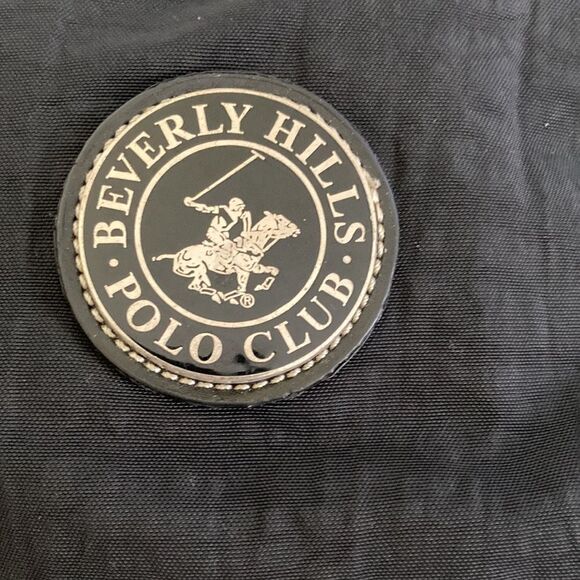 · BEVERLY HILLS ·
POLO CLUB
®